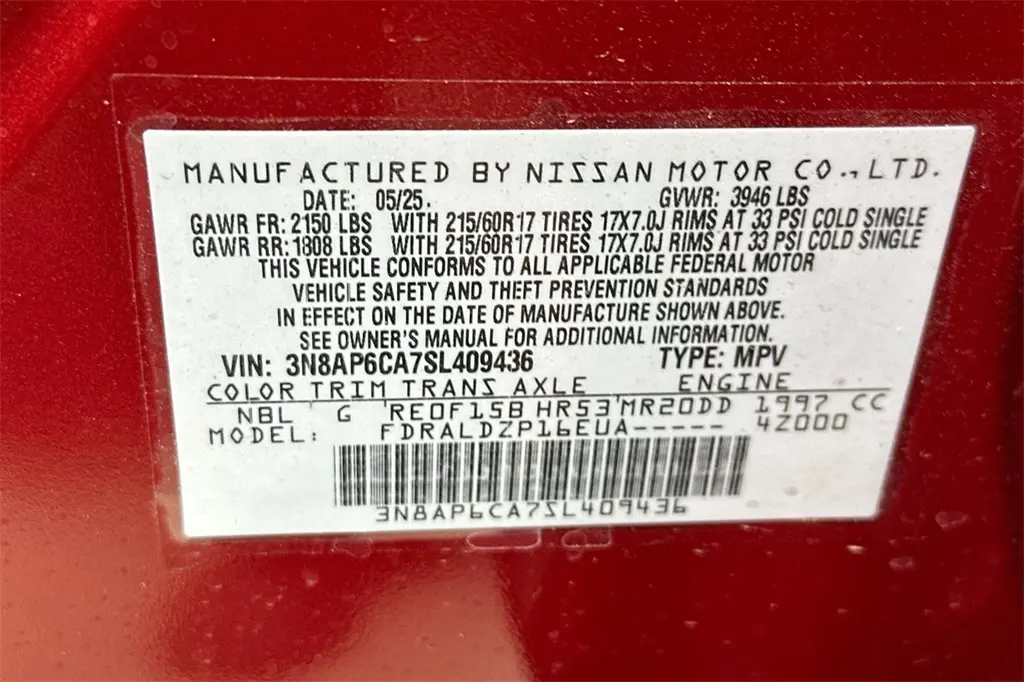 MANUFACTURED BY NISSAN MOTOR CO., LTD.
DATE: 05/25. GVWR: 3946 LBS
GAWR FR: 2150 LBS WITH 215/60R17 TIRES 17X7.0J RIMS AT 33 PSI COLD SINGLE
GAWR RR: 1808 LBS WITH 215/60R17 TIRES 17X7.0J RIMS AT 33 PSI COLD SINGLE
THIS VEHICLE CONFORMS TO ALL APPLICABLE FEDERAL MOTOR
VEHICLE SAFETY AND THEFT PREVENTION STANDARDS
IN EFFECT ON THE DATE OF MANUFACTURE SHOWN ABOVE.
SEE OWNER'S MANUAL FOR ADDITIONAL INFORMATION.
VIN: 3N8AP6CA7SL409436 TYPE: MPV
COLOR TRIM TRANS AXLE ENGINE
NBL G RE0F15B HR53 MR20DD 1997 CC
MODEL: FDRALDZP16EUA----- 4Z000
3N8AP6CA7SL409436